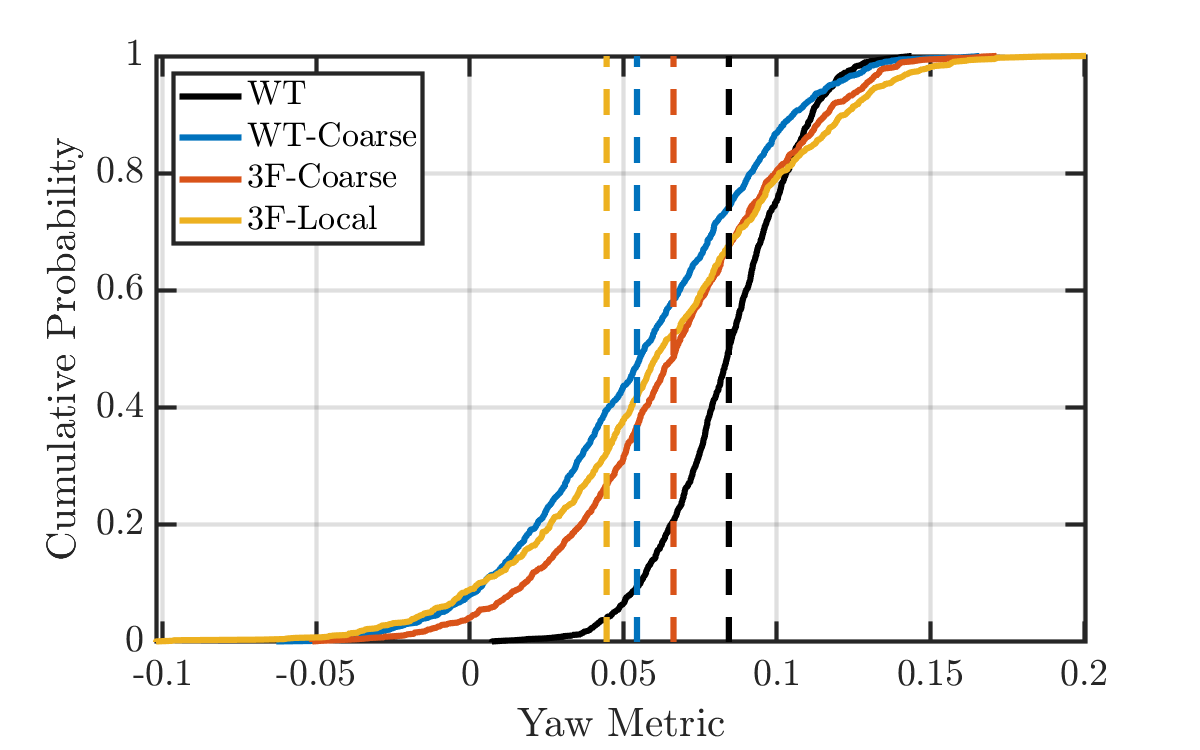 1
0.8
0.6
0.4
0.2
0
Cumulative Probability
WT
WT-Coarse
3F-Coarse
3F-Local
-0.1 -0.05 0 0.05 0.1 0.15 0.2
Yaw Metric